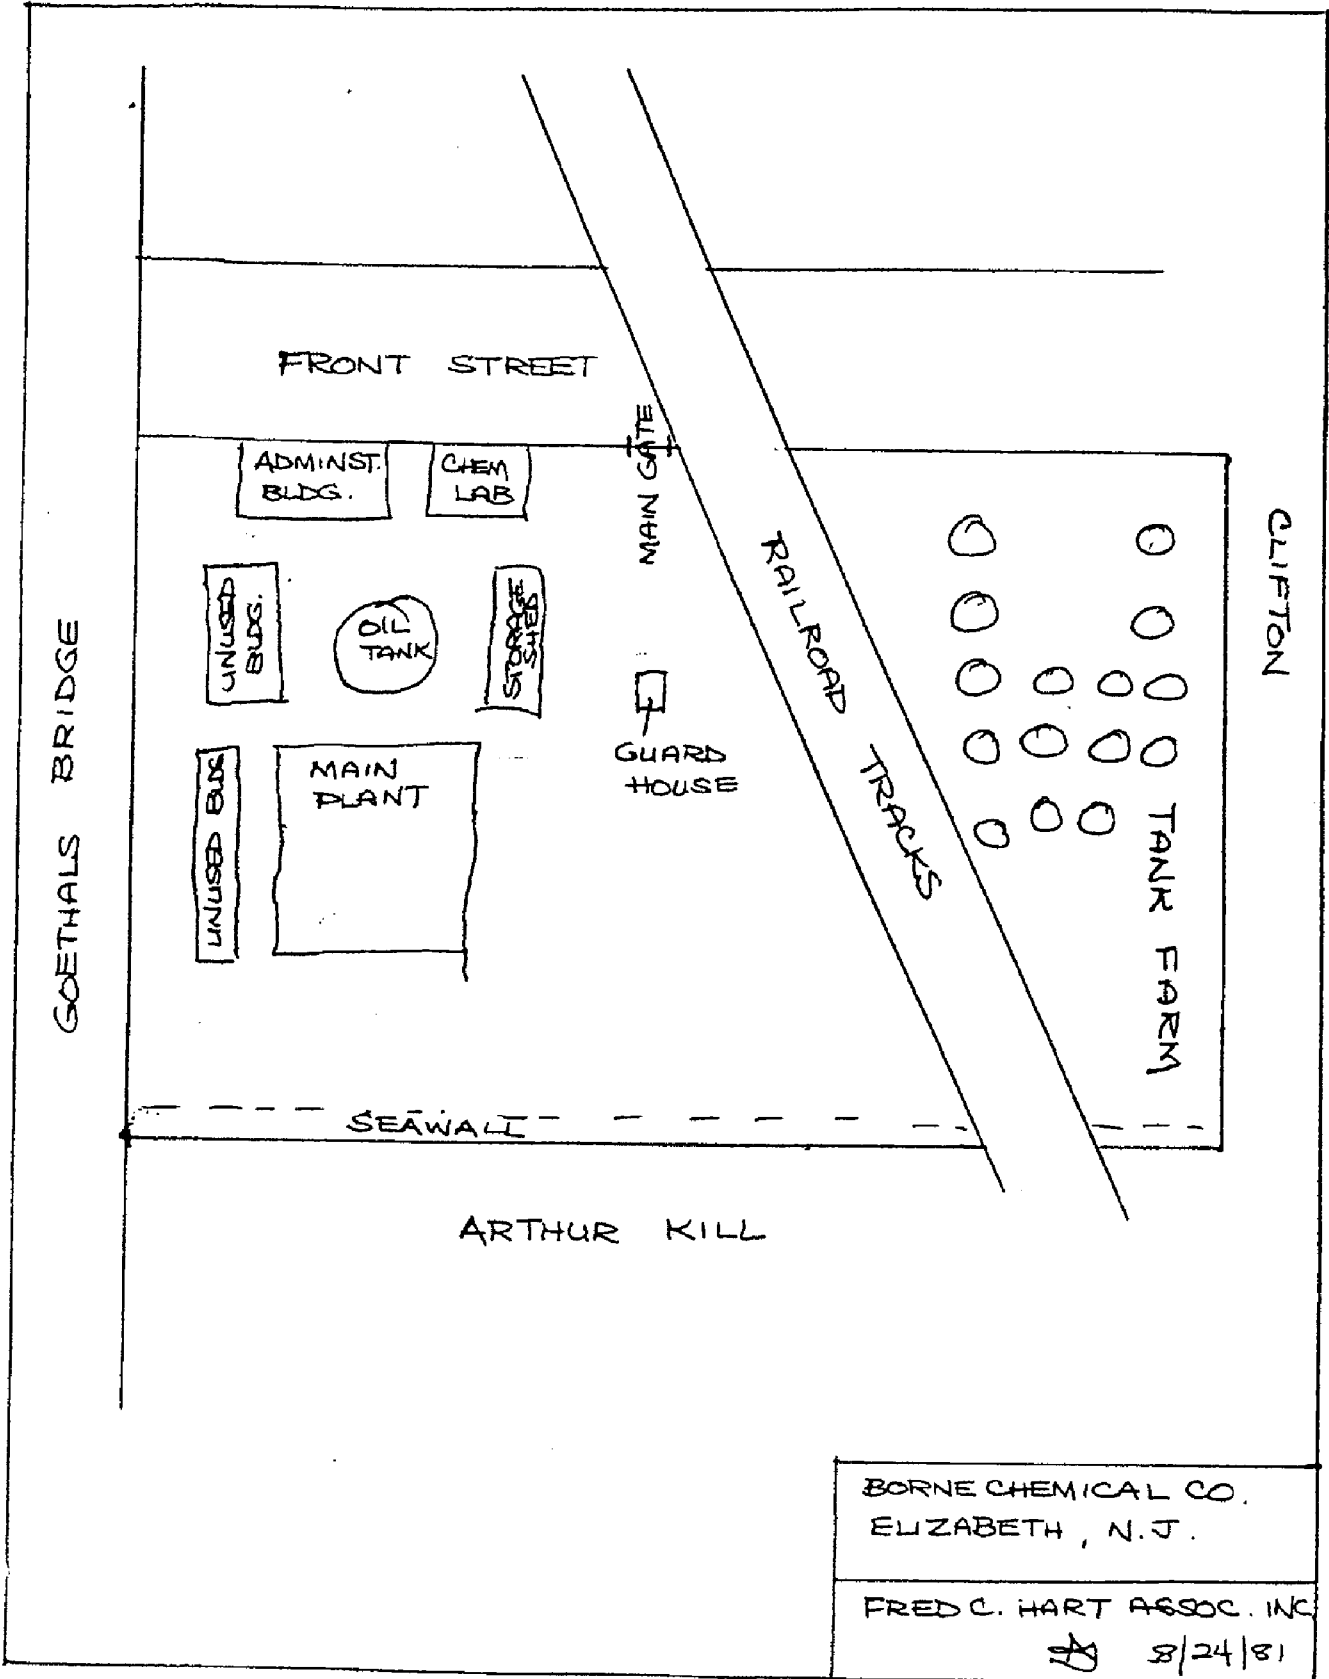 FRONT STREET
MAIN GATE
ADMINST.
BLDG.
CHEM
LAB
UNUSED
BLDG.
OIL
TANK
STORAGE
SHED
GUARD
HOUSE
UNUSED BLDG
MAIN
PLANT
RAILROAD TRACKS
TANK FARM
CLIFTON
GOETHALS BRIDGE
SEAWALL
ARTHUR KILL
BORNE CHEMICAL CO.
ELIZABETH, N.J.
FRED C. HART ASSOC. INC
8/24/81